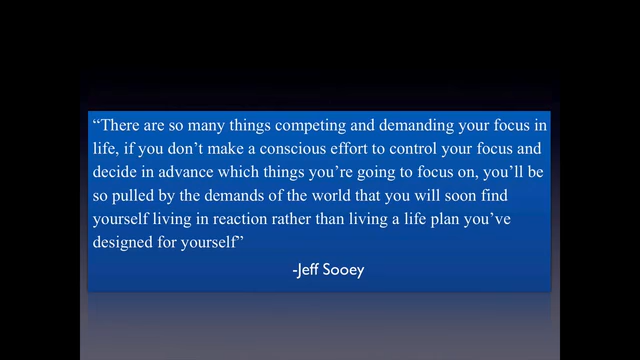 “There are so many things competing and demanding your focus in
life, if you don’t make a conscious effort to control your focus and
decide in advance which things you’re going to focus on, you’ll be
so pulled by the demands of the world that you will soon find
yourself living in reaction rather than living a life plan you’ve
designed for yourself”
-Jeff Sooey